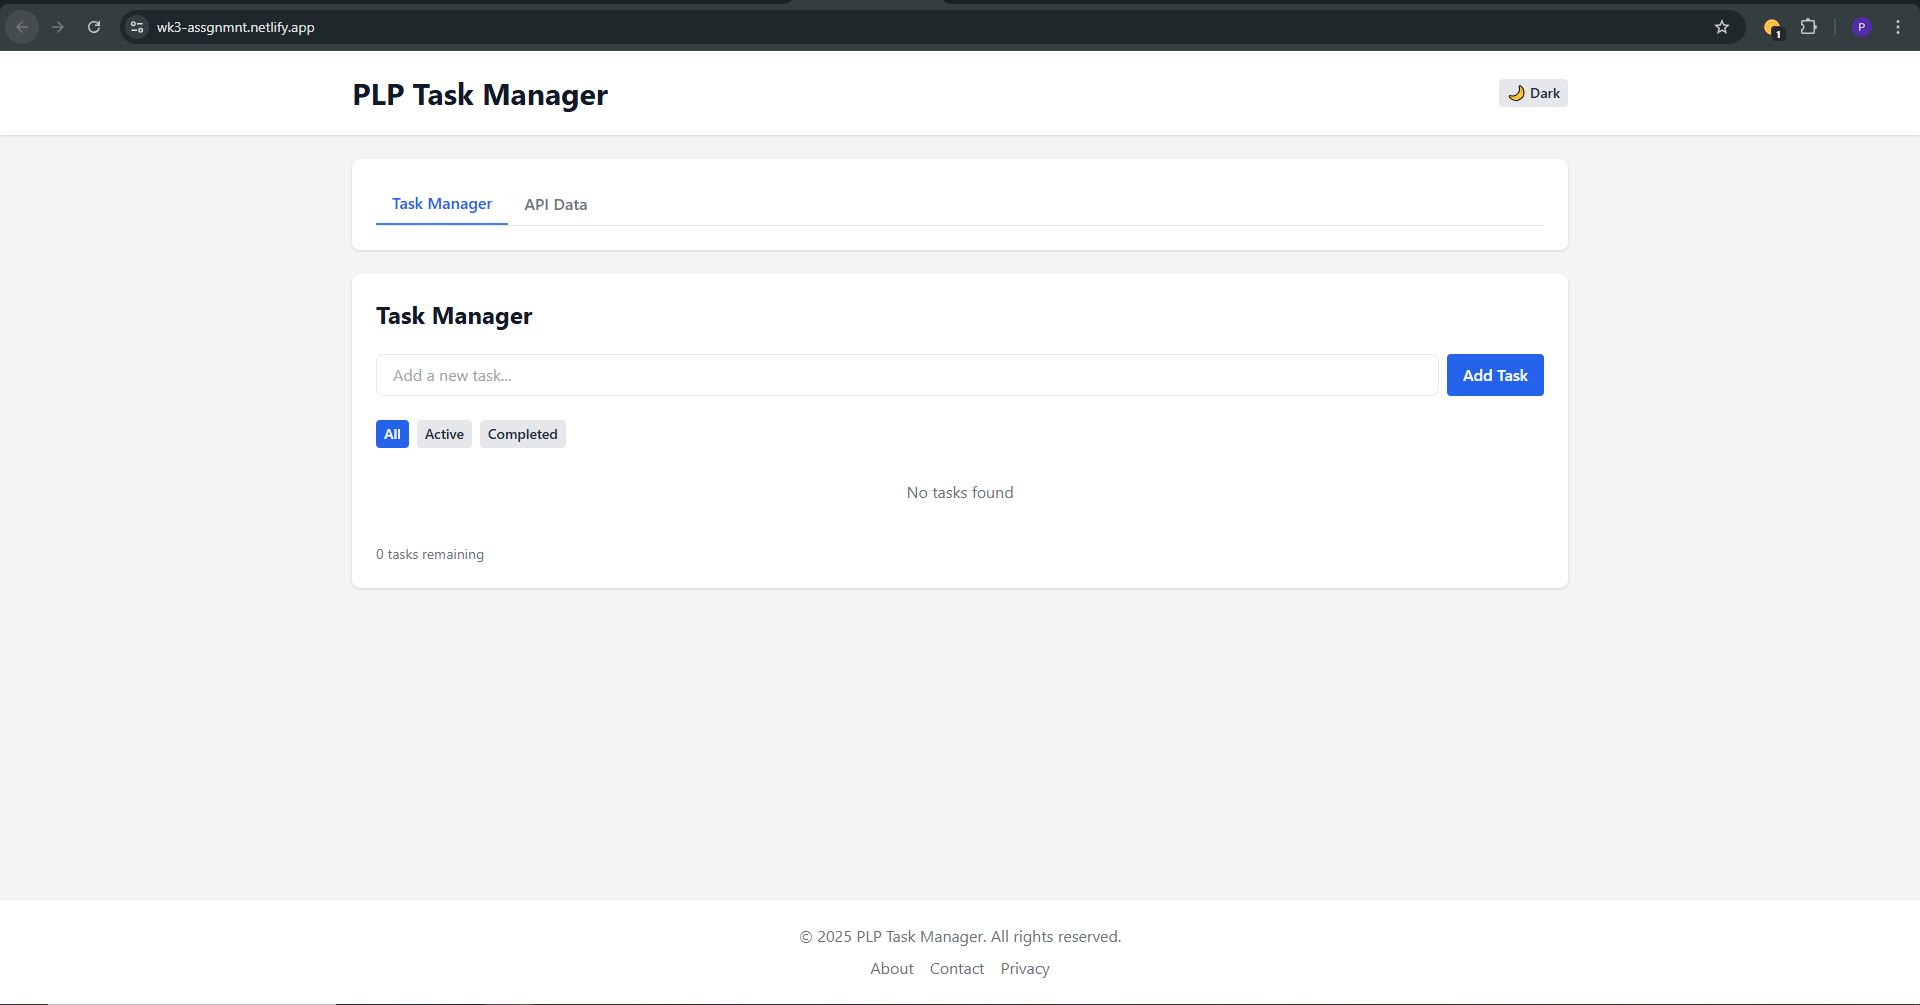 wk3-assgnmnt.netlify.app
1
P
PLP Task Manager
Dark
Task Manager
API Data
Task Manager
Add a new task...
Add Task
All
Active
Completed
No tasks found
0 tasks remaining
© 2025 PLP Task Manager. All rights reserved.
About Contact Privacy